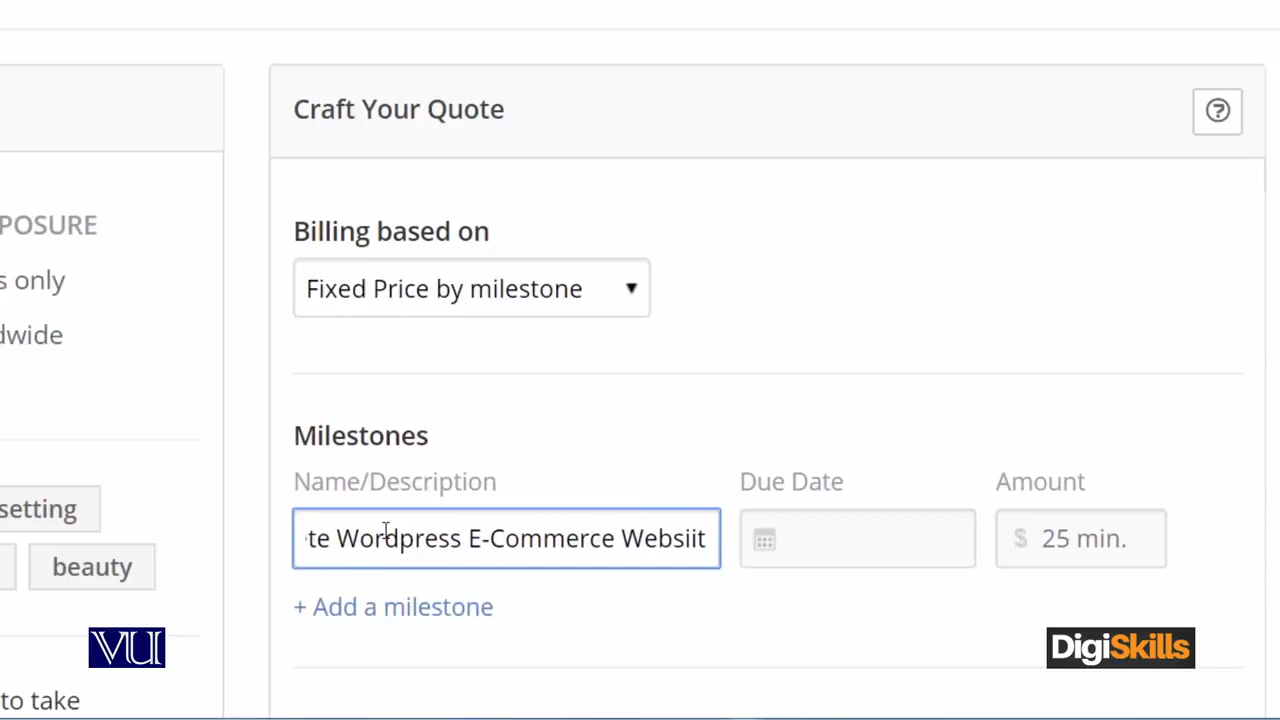 Craft Your Quote
POSURE
s only
dwide
Billing based on
Fixed Price by milestone
Milestones
Name/Description
Due Date
Amount
te Wordpress E-Commerce Websiit
$ 25 min.
+ Add a milestone
setting
beauty
to take
VU
DigiSkills